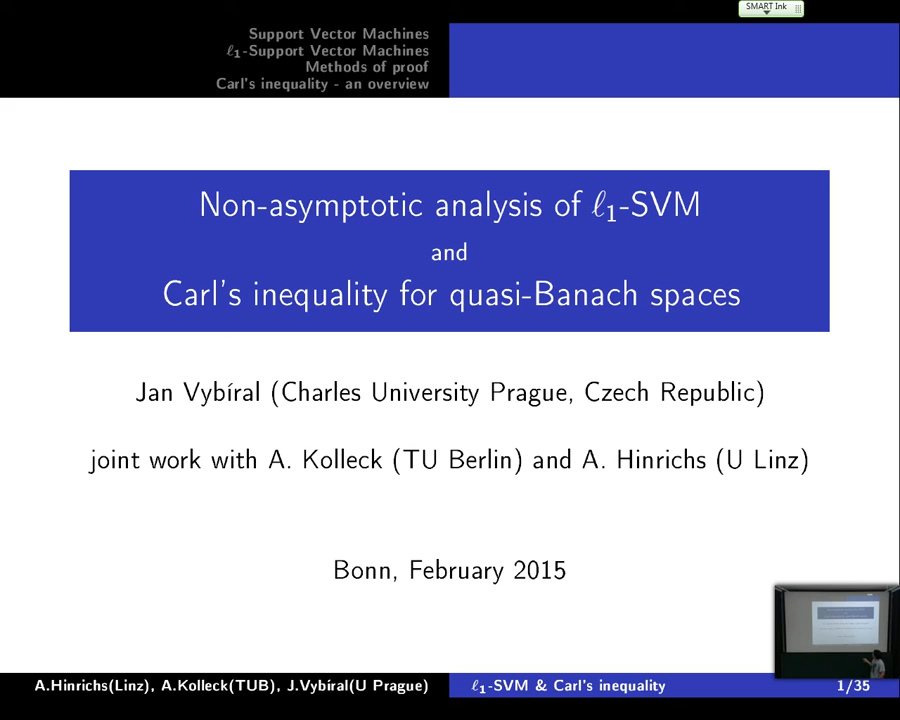 SMART Ink
Support Vector Machines
ℓ1-Support Vector Machines
Methods of proof
Carl's inequality - an overview
Non-asymptotic analysis of ℓ1-SVM
and
Carl's inequality for quasi-Banach spaces
Jan Vybíral (Charles University Prague, Czech Republic)
joint work with A. Kolleck (TU Berlin) and A. Hinrichs (U Linz)
Bonn, February 2015
A.Hinrichs(Linz), A.Kolleck(TUB), J.Vybíral(U Prague)
ℓ1-SVM & Carl's inequality
1/35